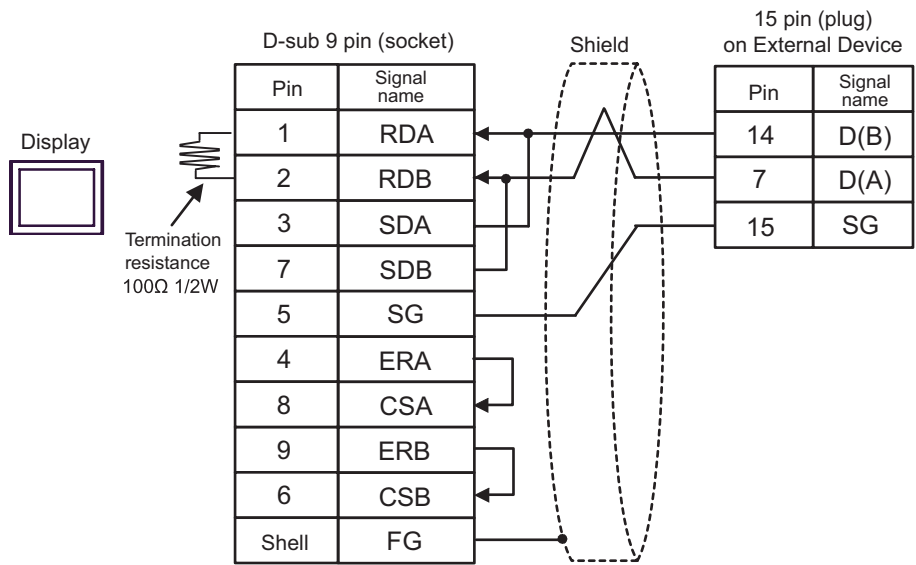 15 pin (plug)
on External Device
D-sub 9 pin (socket)
Shield
Display
Termination
resistance
100Ω 1/2W
Pin Signal name
1 RDA
2 RDB
3 SDA
7 SDB
5 SG
4 ERA
8 CSA
9 ERB
6 CSB
Shell FG
Pin Signal name
14 D(B)
7 D(A)
15 SG